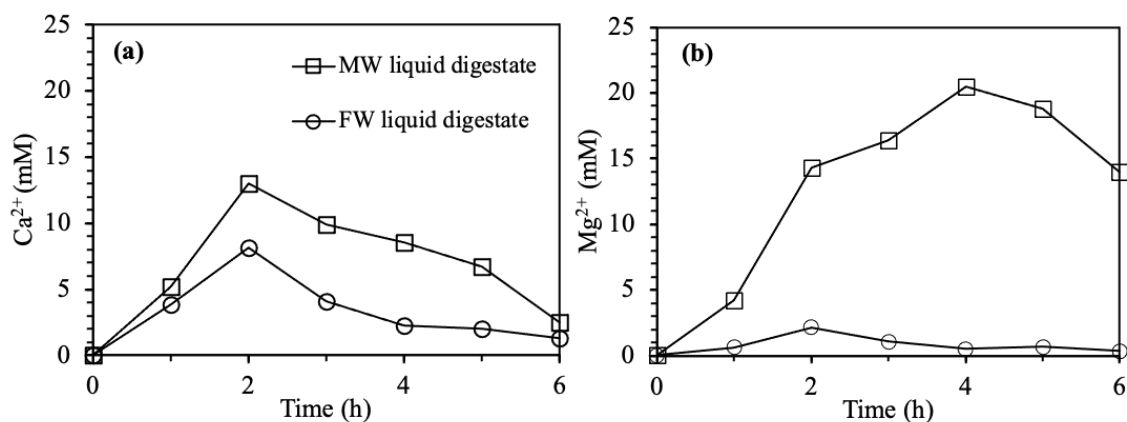 (a)
MW liquid digestate
FW liquid digestate
Ca²⁺ (mM)
25
20
15
10
5
0
0 2 4 6
Time (h)
(b)
Mg²⁺ (mM)
25
20
15
10
5
0
0 2 4 6
Time (h)